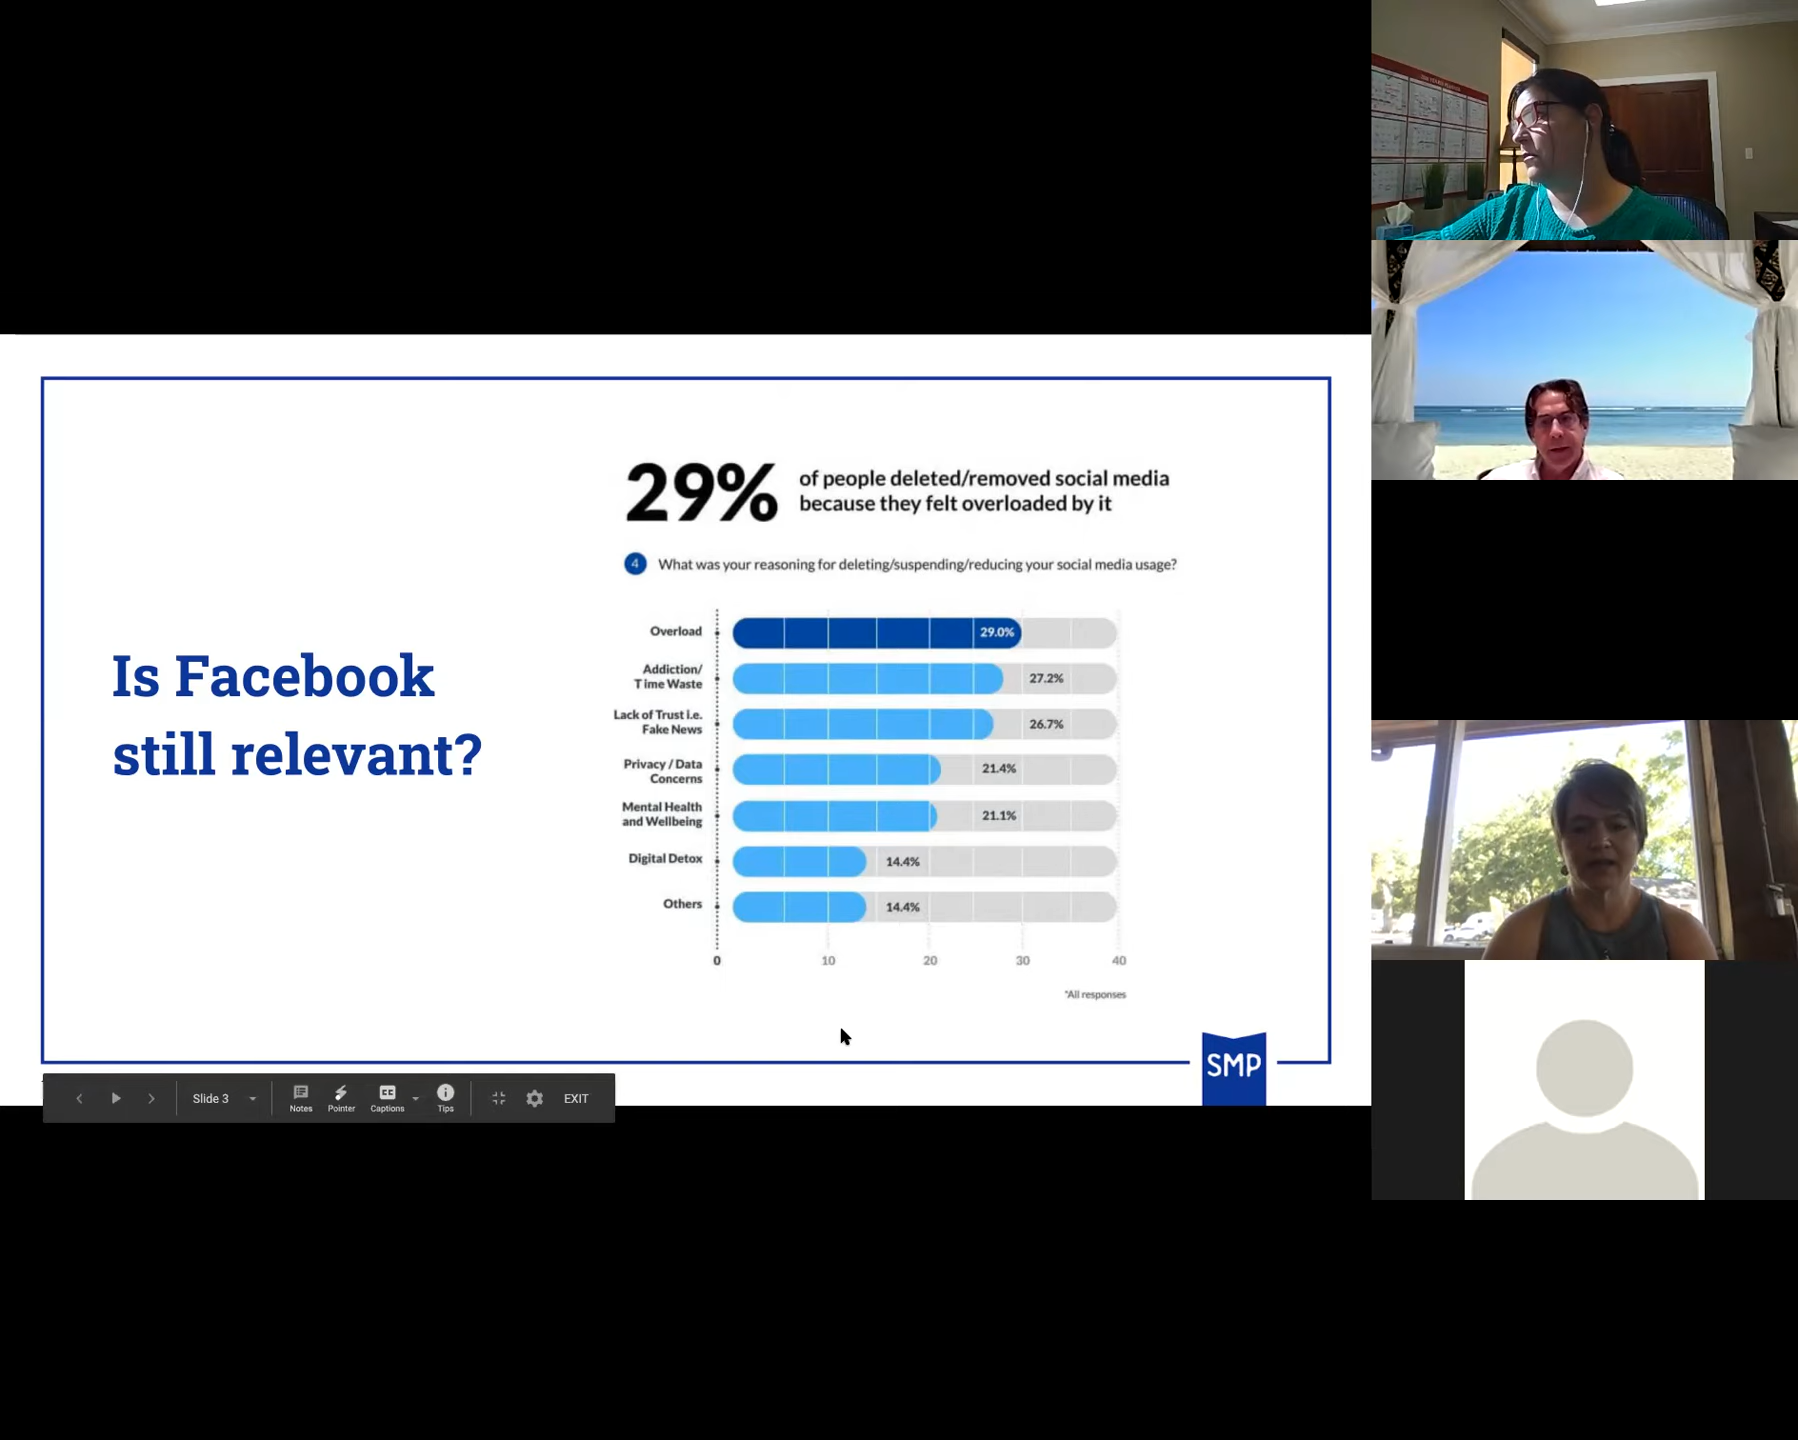 29%
of people deleted/removed social media
because they felt overloaded by it
4 What was your reasoning for deleting/suspending/reducing your social media usage?
Is Facebook
still relevant?
Overload 29.0%
Addiction/
Time Waste 27.2%
Lack of Trust i.e.
Fake News 26.7%
Privacy / Data
Concerns 21.4%
Mental Health
and Wellbeing 21.1%
Digital Detox 14.4%
Others 14.4%
0 10 20 30 40
*All responses
SMP
Slide 3 Notes Pointer CC Captions Tips EXIT